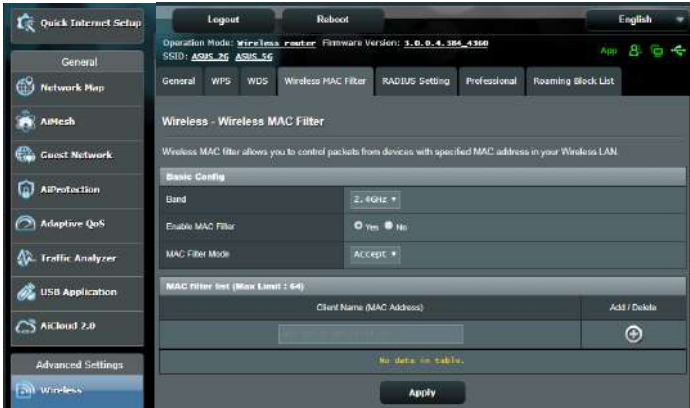 Quick Internet Setup
General
Network Map
AiMesh
Guest Network
AiProtection
Adaptive QoS
Traffic Analyzer
USB Application
AiCloud 2.0
Advanced Settings
Wireless
Logout
Reboot
English
Operation Mode: Wireless router Firmware Version: 3.0.0.4.384_4360
SSID: ASUS_2G ASUS_5G
App
General WPS WDS Wireless MAC Filter RADIUS Setting Professional Roaming Block List
Wireless - Wireless MAC Filter
Wireless MAC filter allows you to control packets from devices with specified MAC address in your Wireless LAN.
Basic Config
Band 2.4GHz
Enable MAC Filter Yes No
MAC Filter Mode Accept
MAC filter list (Max Limit : 64)
Client Name (MAC Address) Add / Delete
No data in table.
Apply